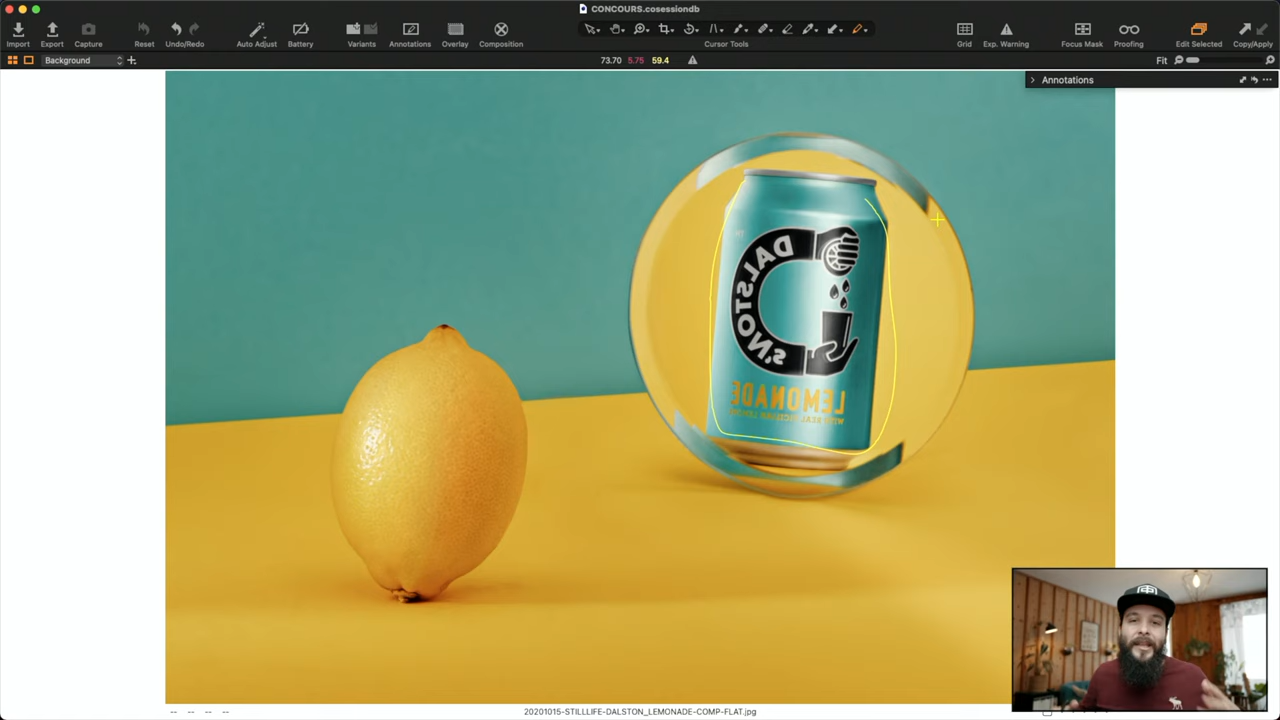 CONCOURS.cosessiondb
Import Export Capture Reset Undo/Redo Auto Adjust Battery Variants Annotations Overlay Composition Cursor Tools Grid Exp. Warning Focus Mask Proofing Edit Selected Copy/Apply
Background 73.70 5.75 59.4 Fit
Annotations
DALSTON'S
LEMONADE
20201015-STILLLIFE-DALSTON_LEMONADE-COMP-FLAT.jpg